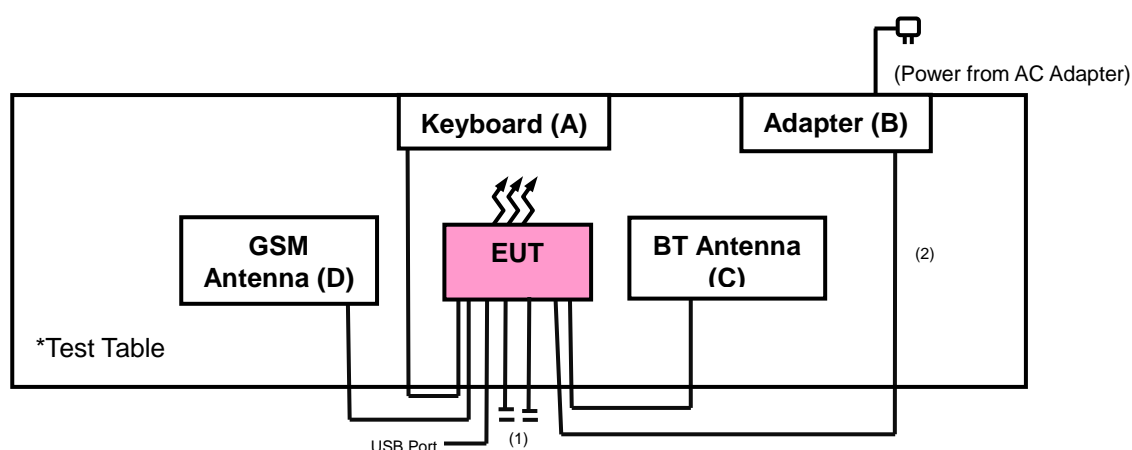 (Power from AC Adapter)
Keyboard (A)
Adapter (B)
GSM
Antenna (D)
EUT
BT Antenna
(C)
(2)
*Test Table
USB Port
(1)